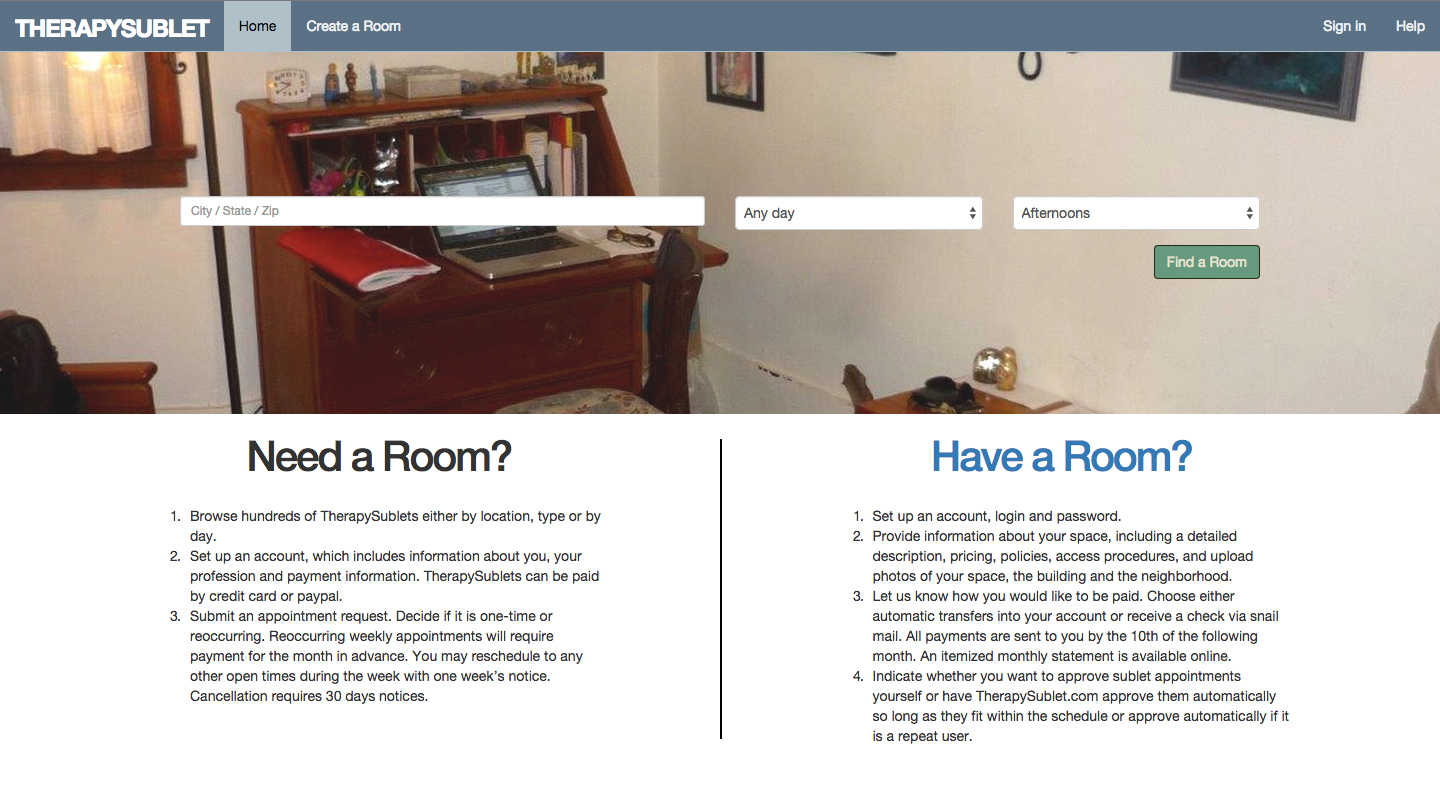 THERAPYSUBLET Home Create a Room Sign in Help
City / State / Zip Any day Afternoons
Find a Room
Need a Room?
1. Browse hundreds of TherapySublets either by location, type or by
day.
2. Set up an account, which includes information about you, your
profession and payment information. TherapySublets can be paid
by credit card or paypal.
3. Submit an appointment request. Decide if it is one-time or
reoccurring. Reoccurring weekly appointments will require
payment for the month in advance. You may reschedule to any
other open times during the week with one week's notice.
Cancellation requires 30 days notices.
Have a Room?
1. Set up an account, login and password.
2. Provide information about your space, including a detailed
description, pricing, policies, access procedures, and upload
photos of your space, the building and the neighborhood.
3. Let us know how you would like to be paid. Choose either
automatic transfers into your account or receive a check via snail
mail. All payments are sent to you by the 10th of the following
month. An itemized monthly statement is available online.
4. Indicate whether you want to approve sublet appointments
yourself or have TherapySublet.com approve them automatically
so long as they fit within the schedule or approve automatically if it
is a repeat user.